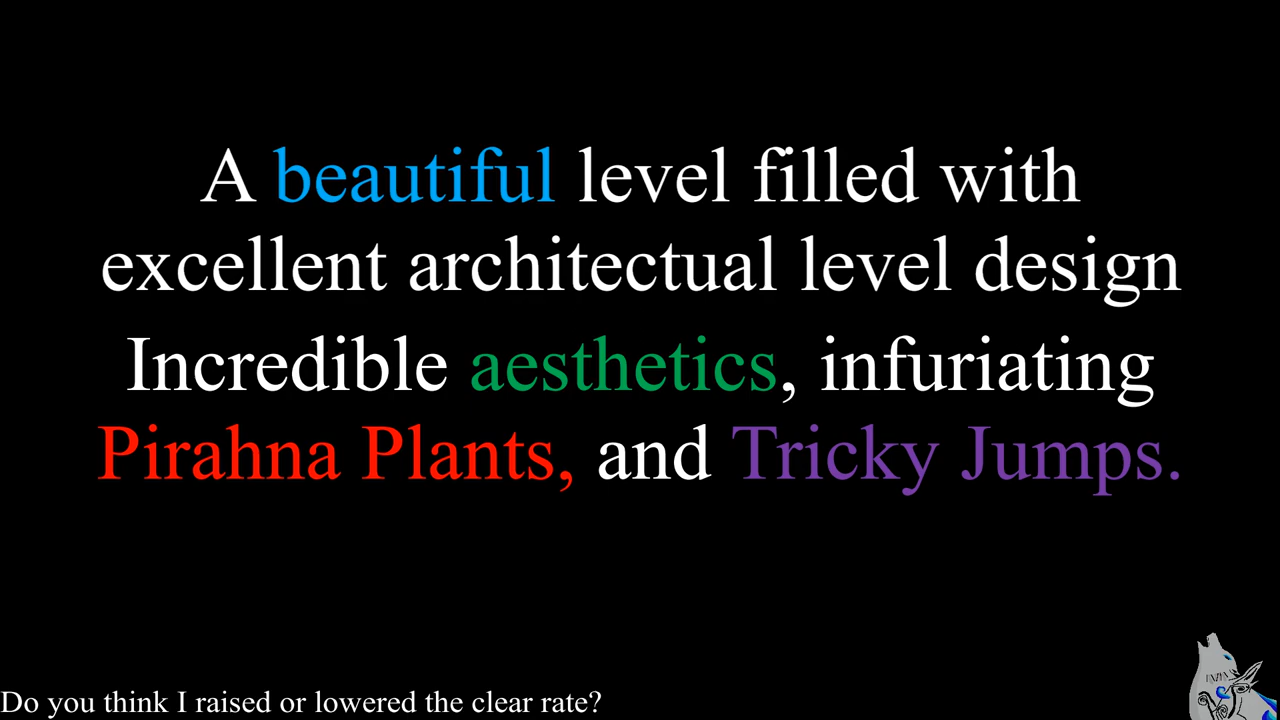 A beautiful level filled with
excellent architectual level design
Incredible aesthetics, infuriating
Pirahna Plants, and Tricky Jumps.
Do you think I raised or lowered the clear rate?